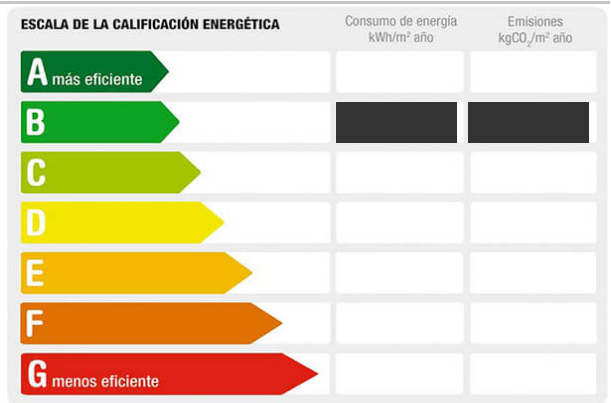 ESCALA DE LA CALIFICACIÓN ENERGÉTICA
Consumo de energía
kWh/m² año
Emisiones
kgCO₂/m² año
A más eficiente
B
C
D
E
F
G menos eficiente